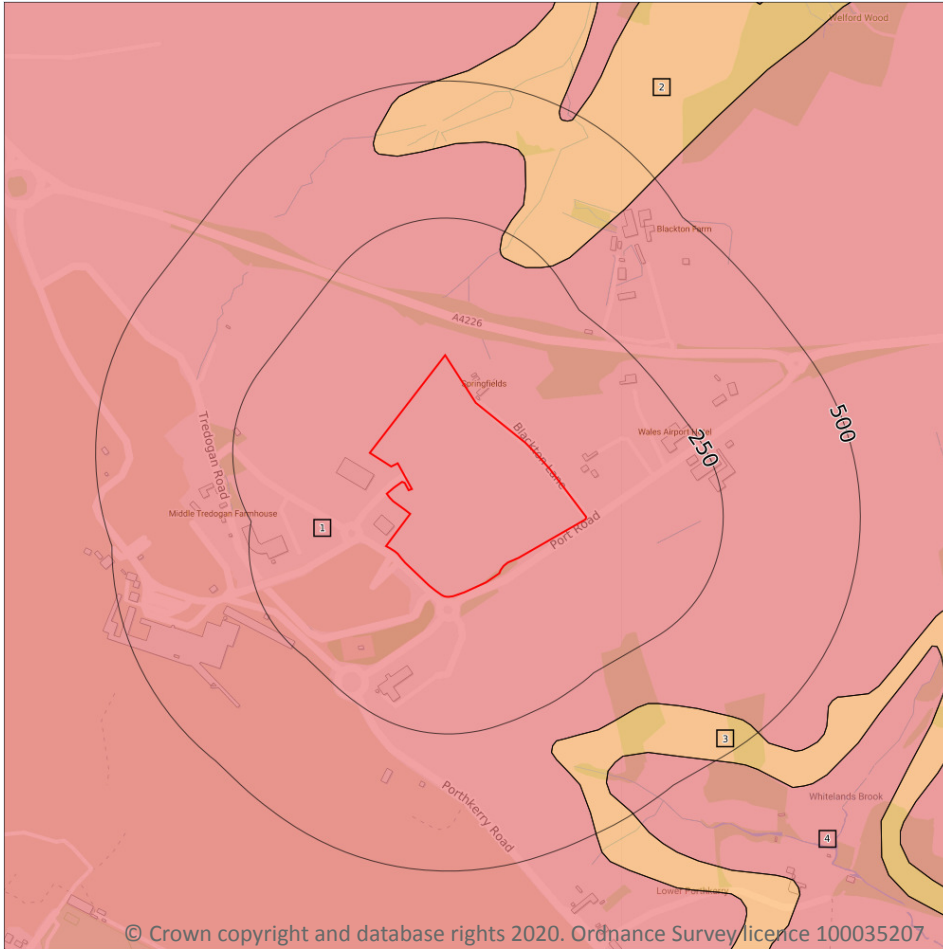 Welford Wood
2
Blackton Farm
A4226
Springfields
500
Wales Airport Hotel
250
Tredogan Road
Blackton Lane
Middle Tredogan Farmhouse
1
Port Road
3
Porthkerry Road
Whitelands Brook
4
Lower Porthkerry
© Crown copyright and database rights 2020. Ordnance Survey licence 100035207.